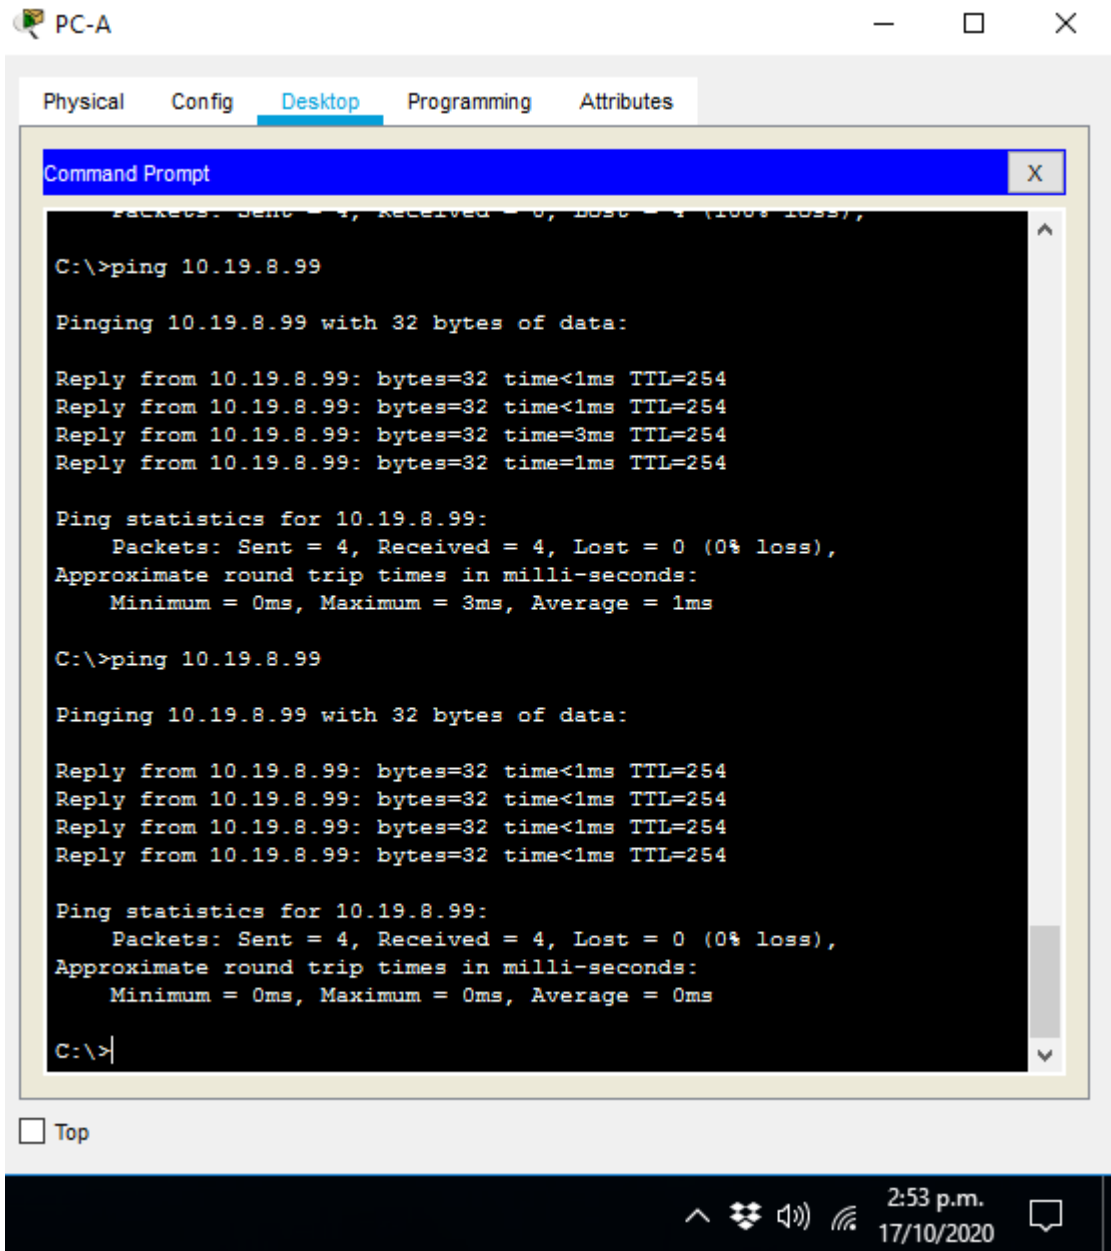 PC-A
Physical Config Desktop Programming Attributes
Command Prompt X
Packets: Sent = 4, Received = 0, Lost = 4 (100% loss),
C:\>ping 10.19.8.99
Pinging 10.19.8.99 with 32 bytes of data:
Reply from 10.19.8.99: bytes=32 time<1ms TTL=254
Reply from 10.19.8.99: bytes=32 time<1ms TTL=254
Reply from 10.19.8.99: bytes=32 time=3ms TTL=254
Reply from 10.19.8.99: bytes=32 time=1ms TTL=254
Ping statistics for 10.19.8.99:
Packets: Sent = 4, Received = 4, Lost = 0 (0% loss),
Approximate round trip times in milli-seconds:
Minimum = 0ms, Maximum = 3ms, Average = 1ms
C:\>ping 10.19.8.99
Pinging 10.19.8.99 with 32 bytes of data:
Reply from 10.19.8.99: bytes=32 time<1ms TTL=254
Reply from 10.19.8.99: bytes=32 time<1ms TTL=254
Reply from 10.19.8.99: bytes=32 time<1ms TTL=254
Reply from 10.19.8.99: bytes=32 time<1ms TTL=254
Ping statistics for 10.19.8.99:
Packets: Sent = 4, Received = 4, Lost = 0 (0% loss),
Approximate round trip times in milli-seconds:
Minimum = 0ms, Maximum = 0ms, Average = 0ms
C:\>
Top
2:53 p.m.
17/10/2020